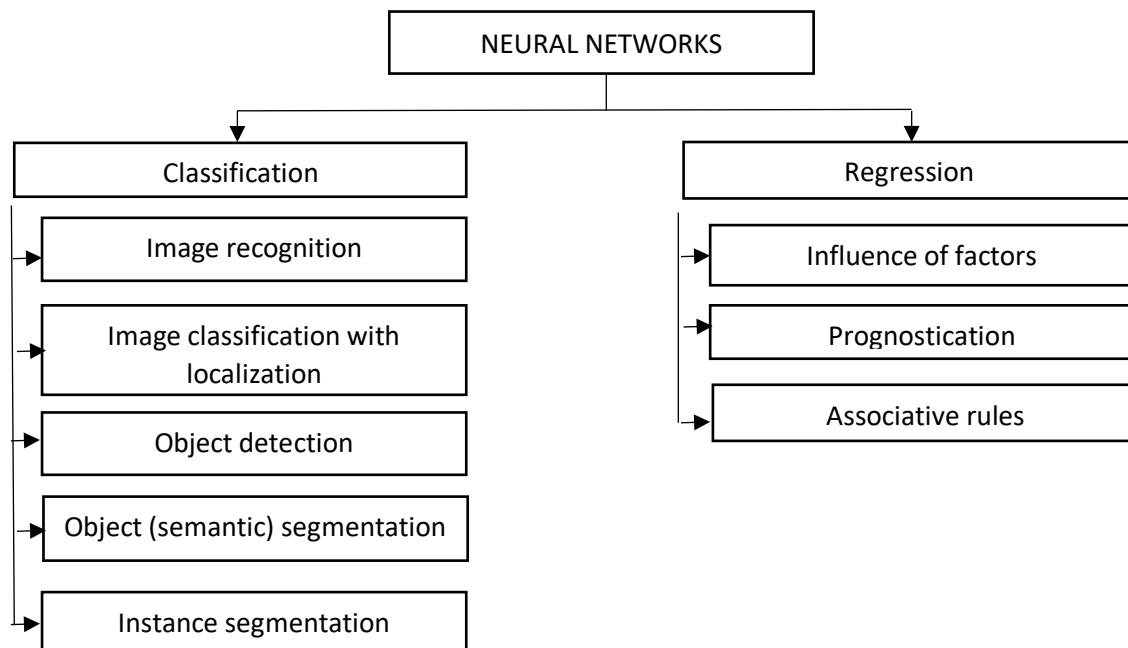 NEURAL NETWORKS
Classification
Image recognition
Image classification with
localization
Object detection
Object (semantic) segmentation
Instance segmentation
Regression
Influence of factors
Prognostication
Associative rules